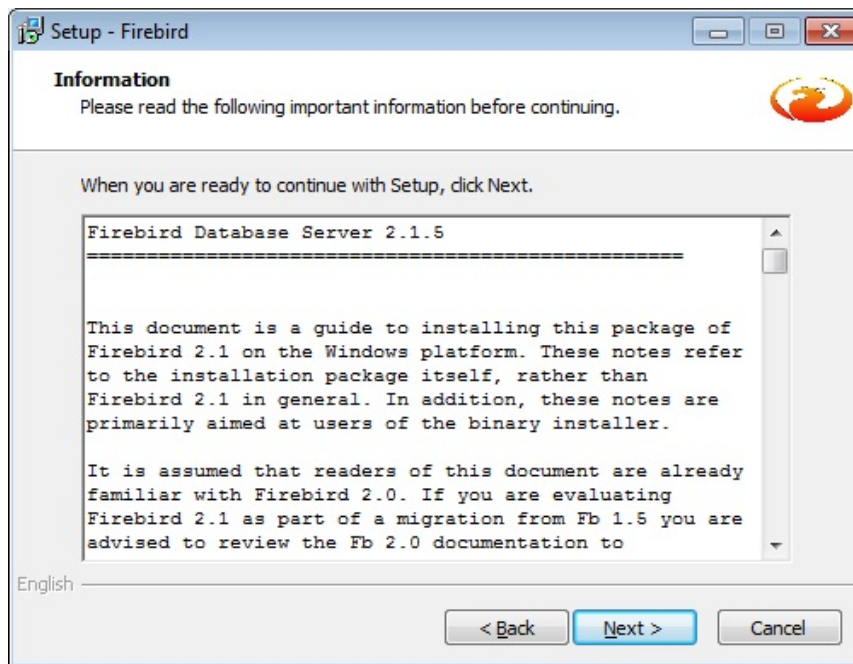 Setup - Firebird
Information
Please read the following important information before continuing.
When you are ready to continue with Setup, click Next.
Firebird Database Server 2.1.5
==================================================
This document is a guide to installing this package of
Firebird 2.1 on the Windows platform. These notes refer
to the installation package itself, rather than
Firebird 2.1 in general. In addition, these notes are
primarily aimed at users of the binary installer.
It is assumed that readers of this document are already
familiar with Firebird 2.0. If you are evaluating
Firebird 2.1 as part of a migration from Fb 1.5 you are
advised to review the Fb 2.0 documentation to
English
< Back Next > Cancel